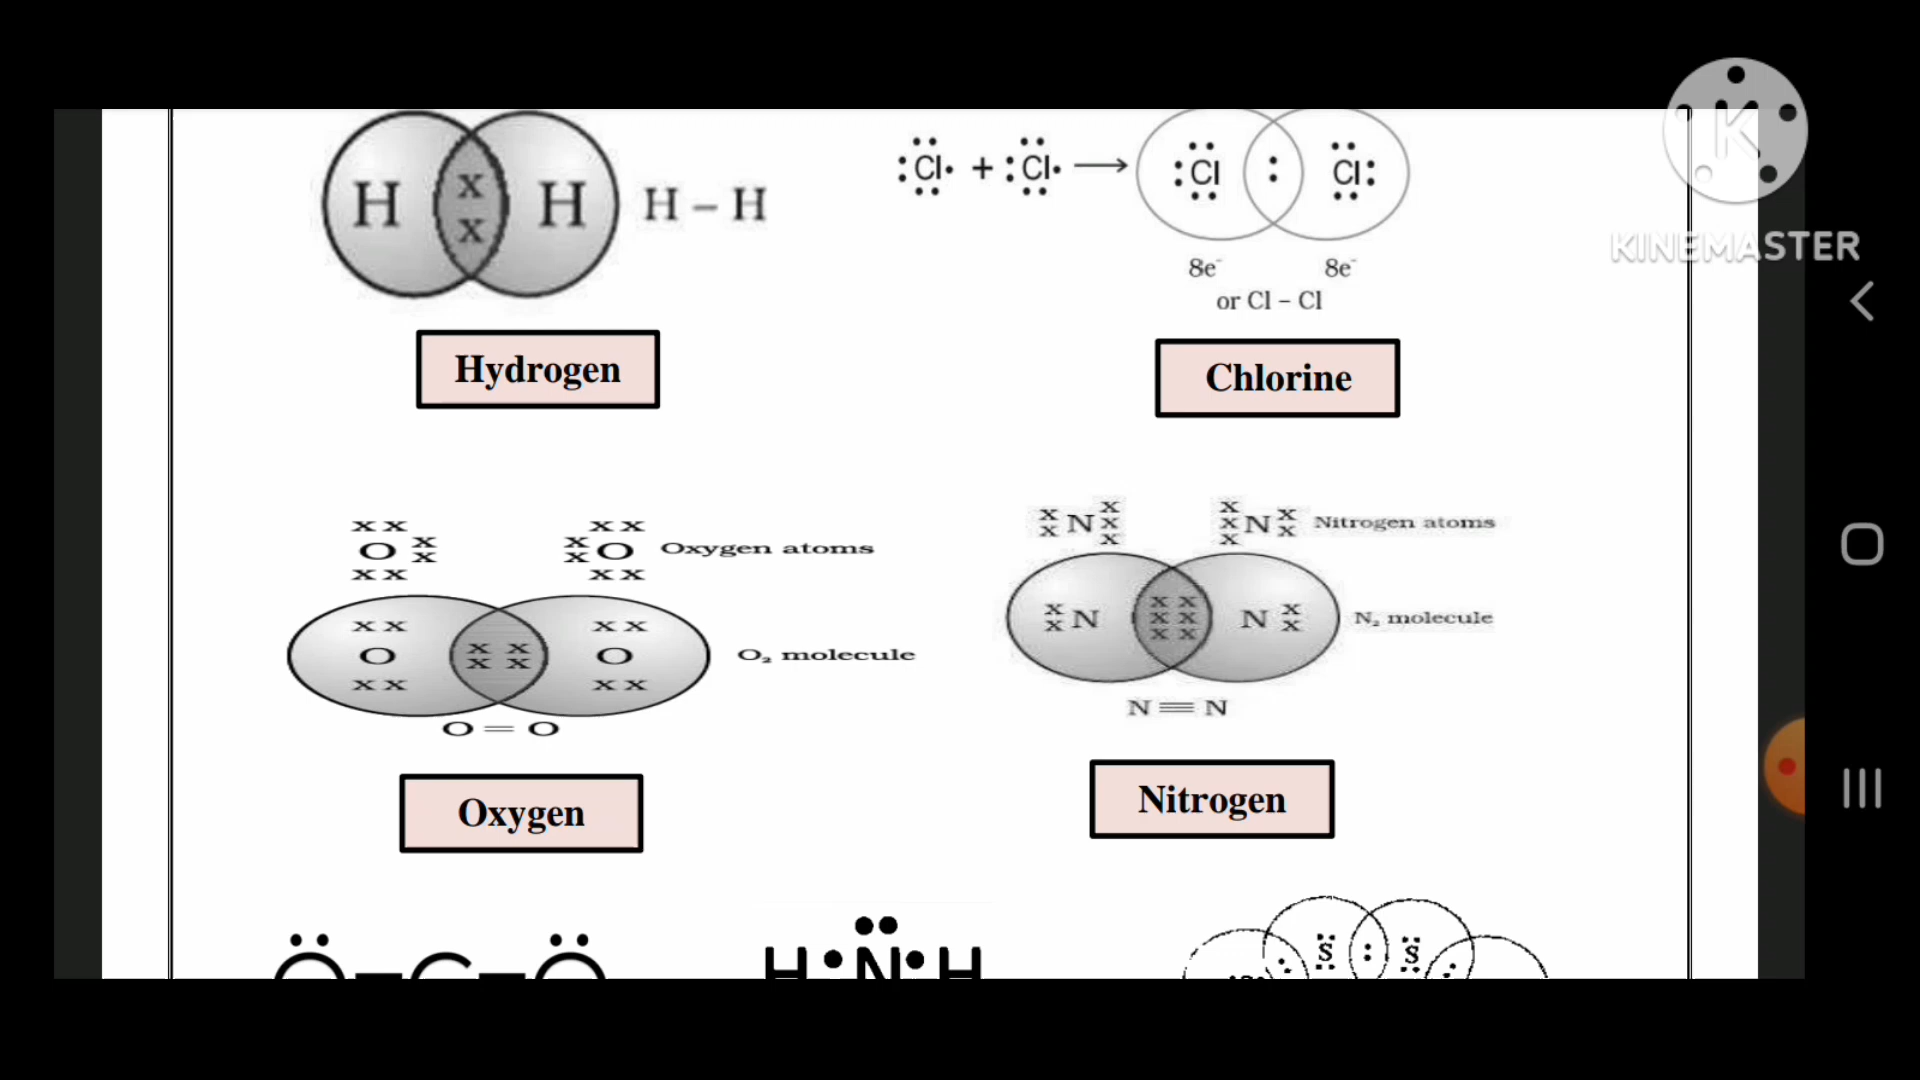 H x x H H – H
:Cl· + :Cl· → :Cl : Cl:
8e⁻ 8e⁻
or Cl – Cl
K
KINEMASTER
Hydrogen
Chlorine
x x x x
O x x x x O Oxygen atoms
x x x x
x x x x
O x x x x O O₂ molecule
x x x x
O = O
Oxygen
x x N x x x x x x N x x Nitrogen atoms
x x N x x x x x x N x x N₂ molecule
N ≡ N
Nitrogen
H N H
S : S